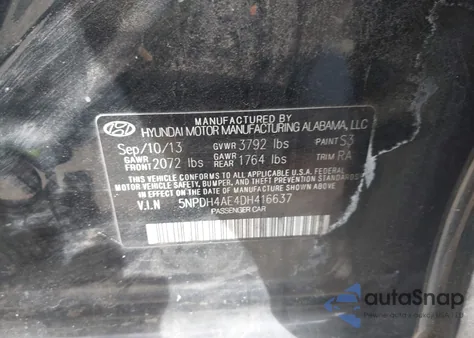 MANUFACTURED BY
HYUNDAI MOTOR MANUFACTURING ALABAMA, LLC
Sep/10/13 GVWR 3792 lbs PAINT S3
GAWR FRONT 2072 lbs GAWR REAR 1764 lbs TRIM RA
THIS VEHICLE CONFORMS TO ALL APPLICABLE U.S.A. FEDERAL
MOTOR VEHICLE SAFETY, BUMPER, AND THEFT PREVENTION STANDARDS
IN EFFECT ON THE DATE OF MANUFACTURE SHOWN ABOVE.
V.I.N 5NPDH4AE4DH416637
PASSENGER CAR
autoSnap